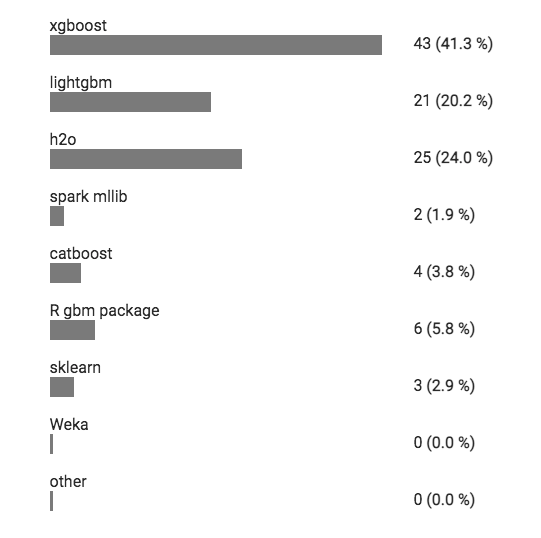 xgboost
43 (41.3 %)
lightgbm
21 (20.2 %)
h2o
25 (24.0 %)
spark mllib
2 (1.9 %)
catboost
4 (3.8 %)
R gbm package
6 (5.8 %)
sklearn
3 (2.9 %)
Weka
0 (0.0 %)
other
0 (0.0 %)